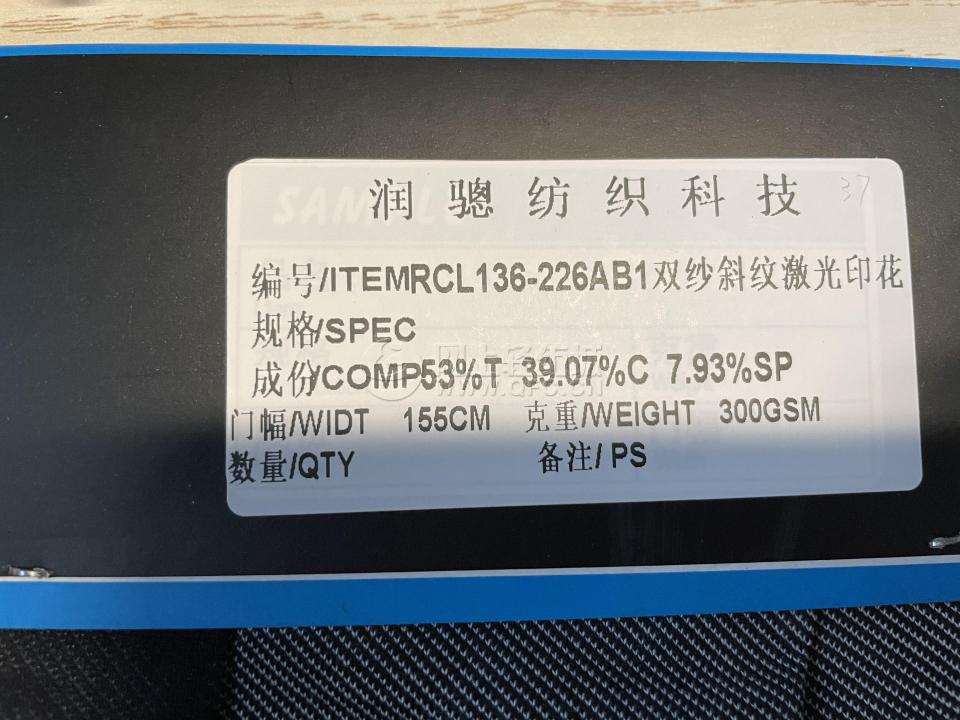 润骢纺织科技
37
编号/ITEMRCL136-226AB1双纱斜纹激光印花
规格/SPEC
成份/COMP53%T 39.07%C 7.93%SP
门幅/WIDT 155CM 克重/WEIGHT 300GSM
数量/QTY 备注/ PS